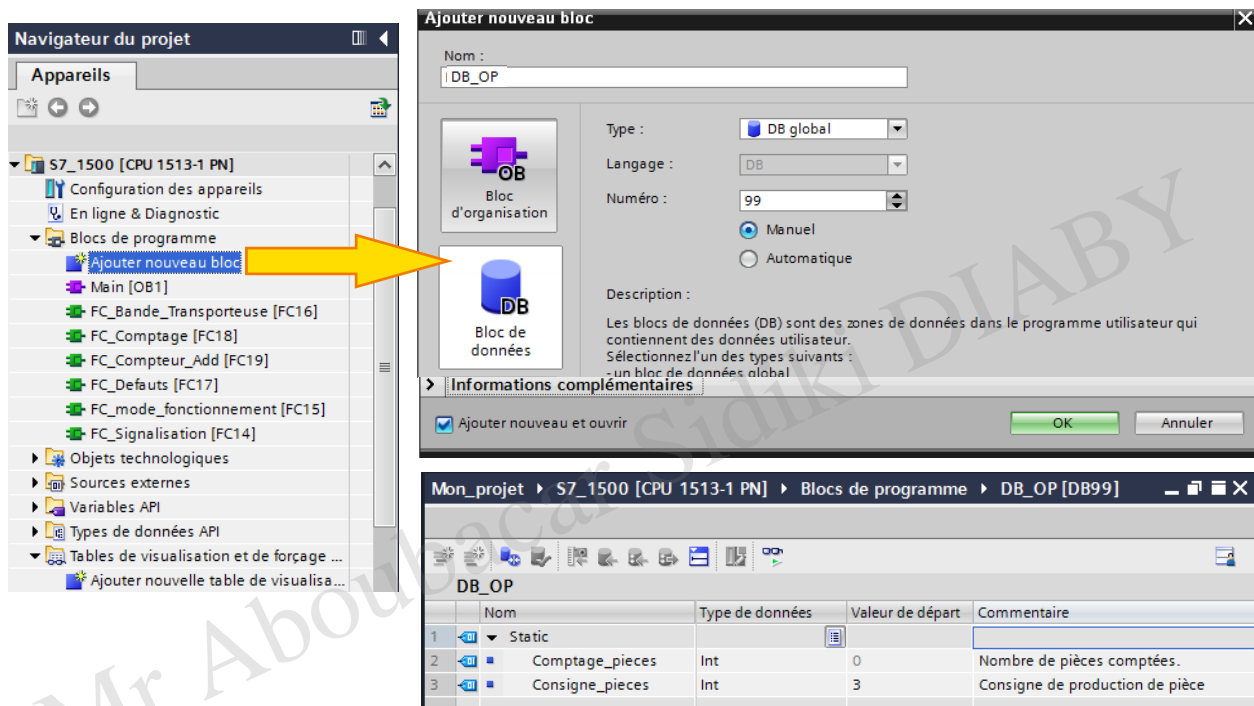 Navigateur du projet
Appareils
S7_1500 [CPU 1513-1 PN]
Configuration des appareils
En ligne & Diagnostic
Blocs de programme
Ajouter nouveau bloc
Main [OB1]
FC_Bande_Transporteuse [FC16]
FC_Comptage [FC18]
FC_Compteur_Add [FC19]
FC_Defauts [FC17]
FC_mode_fonctionnement [FC15]
FC_Signalisation [FC14]
Objets technologiques
Sources externes
Variables API
Types de données API
Tables de visualisation et de forçage ...
Ajouter nouvelle table de visualisa...
Ajouter nouveau bloc
Nom :
DB_OP
OB
Bloc
d'organisation
DB
Bloc de
données
Type : DB global
Langage : DB
Numéro : 99
Manuel
Automatique
Description :
Les blocs de données (DB) sont des zones de données dans le programme utilisateur qui
contiennent des données utilisateur.
Sélectionnez l'un des types suivants :
- un bloc de données global
Informations complémentaires
Ajouter nouveau et ouvrir
OK Annuler
Mon_projet S7_1500 [CPU 1513-1 PN] Blocs de programme DB_OP [DB99]
DB_OP
Nom Type de données Valeur de départ Commentaire
1 Static
2 Comptage_pieces Int 0 Nombre de pièces comptées.
3 Consigne_pieces Int 3 Consigne de production de pièce
Mr Aboubacar Sidiki DIABY